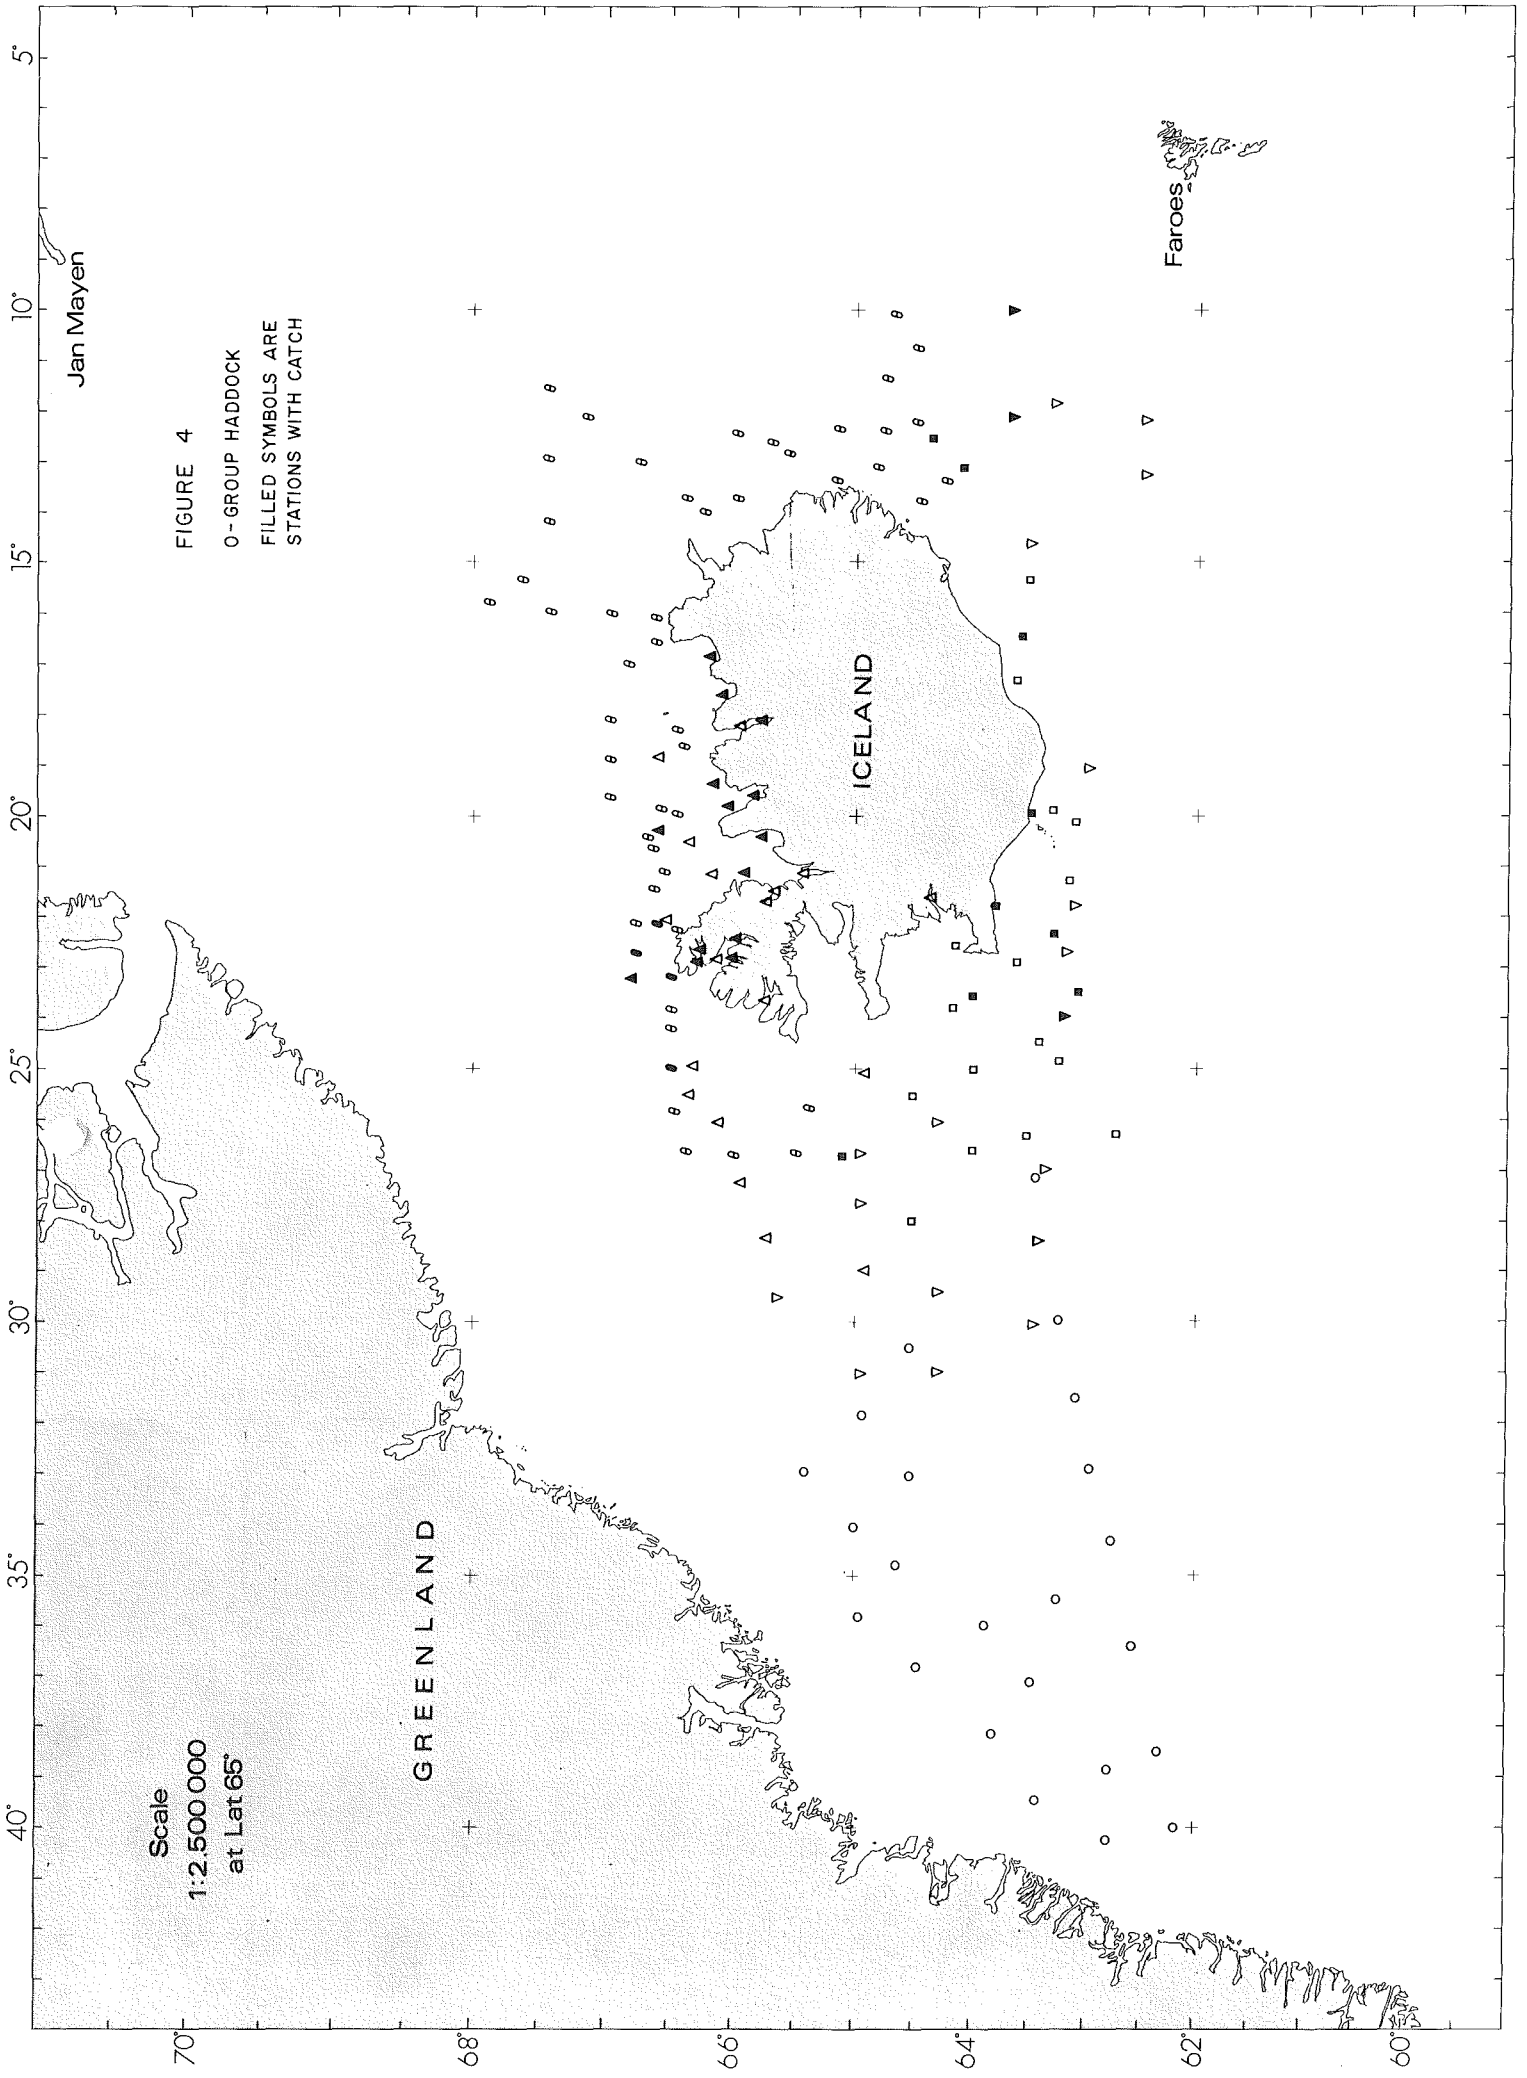 FIGURE 4
O-GROUP HADDOCK
FILLED SYMBOLS ARE
STATIONS WITH CATCH
Scale
1:2.500 000
at Lat 65°
GREENLAND
ICELAND
Jan Mayen
Faroes
40°
35°
30°
25°
20°
15°
10°
5°
70°
68°
66°
64°
62°
60°